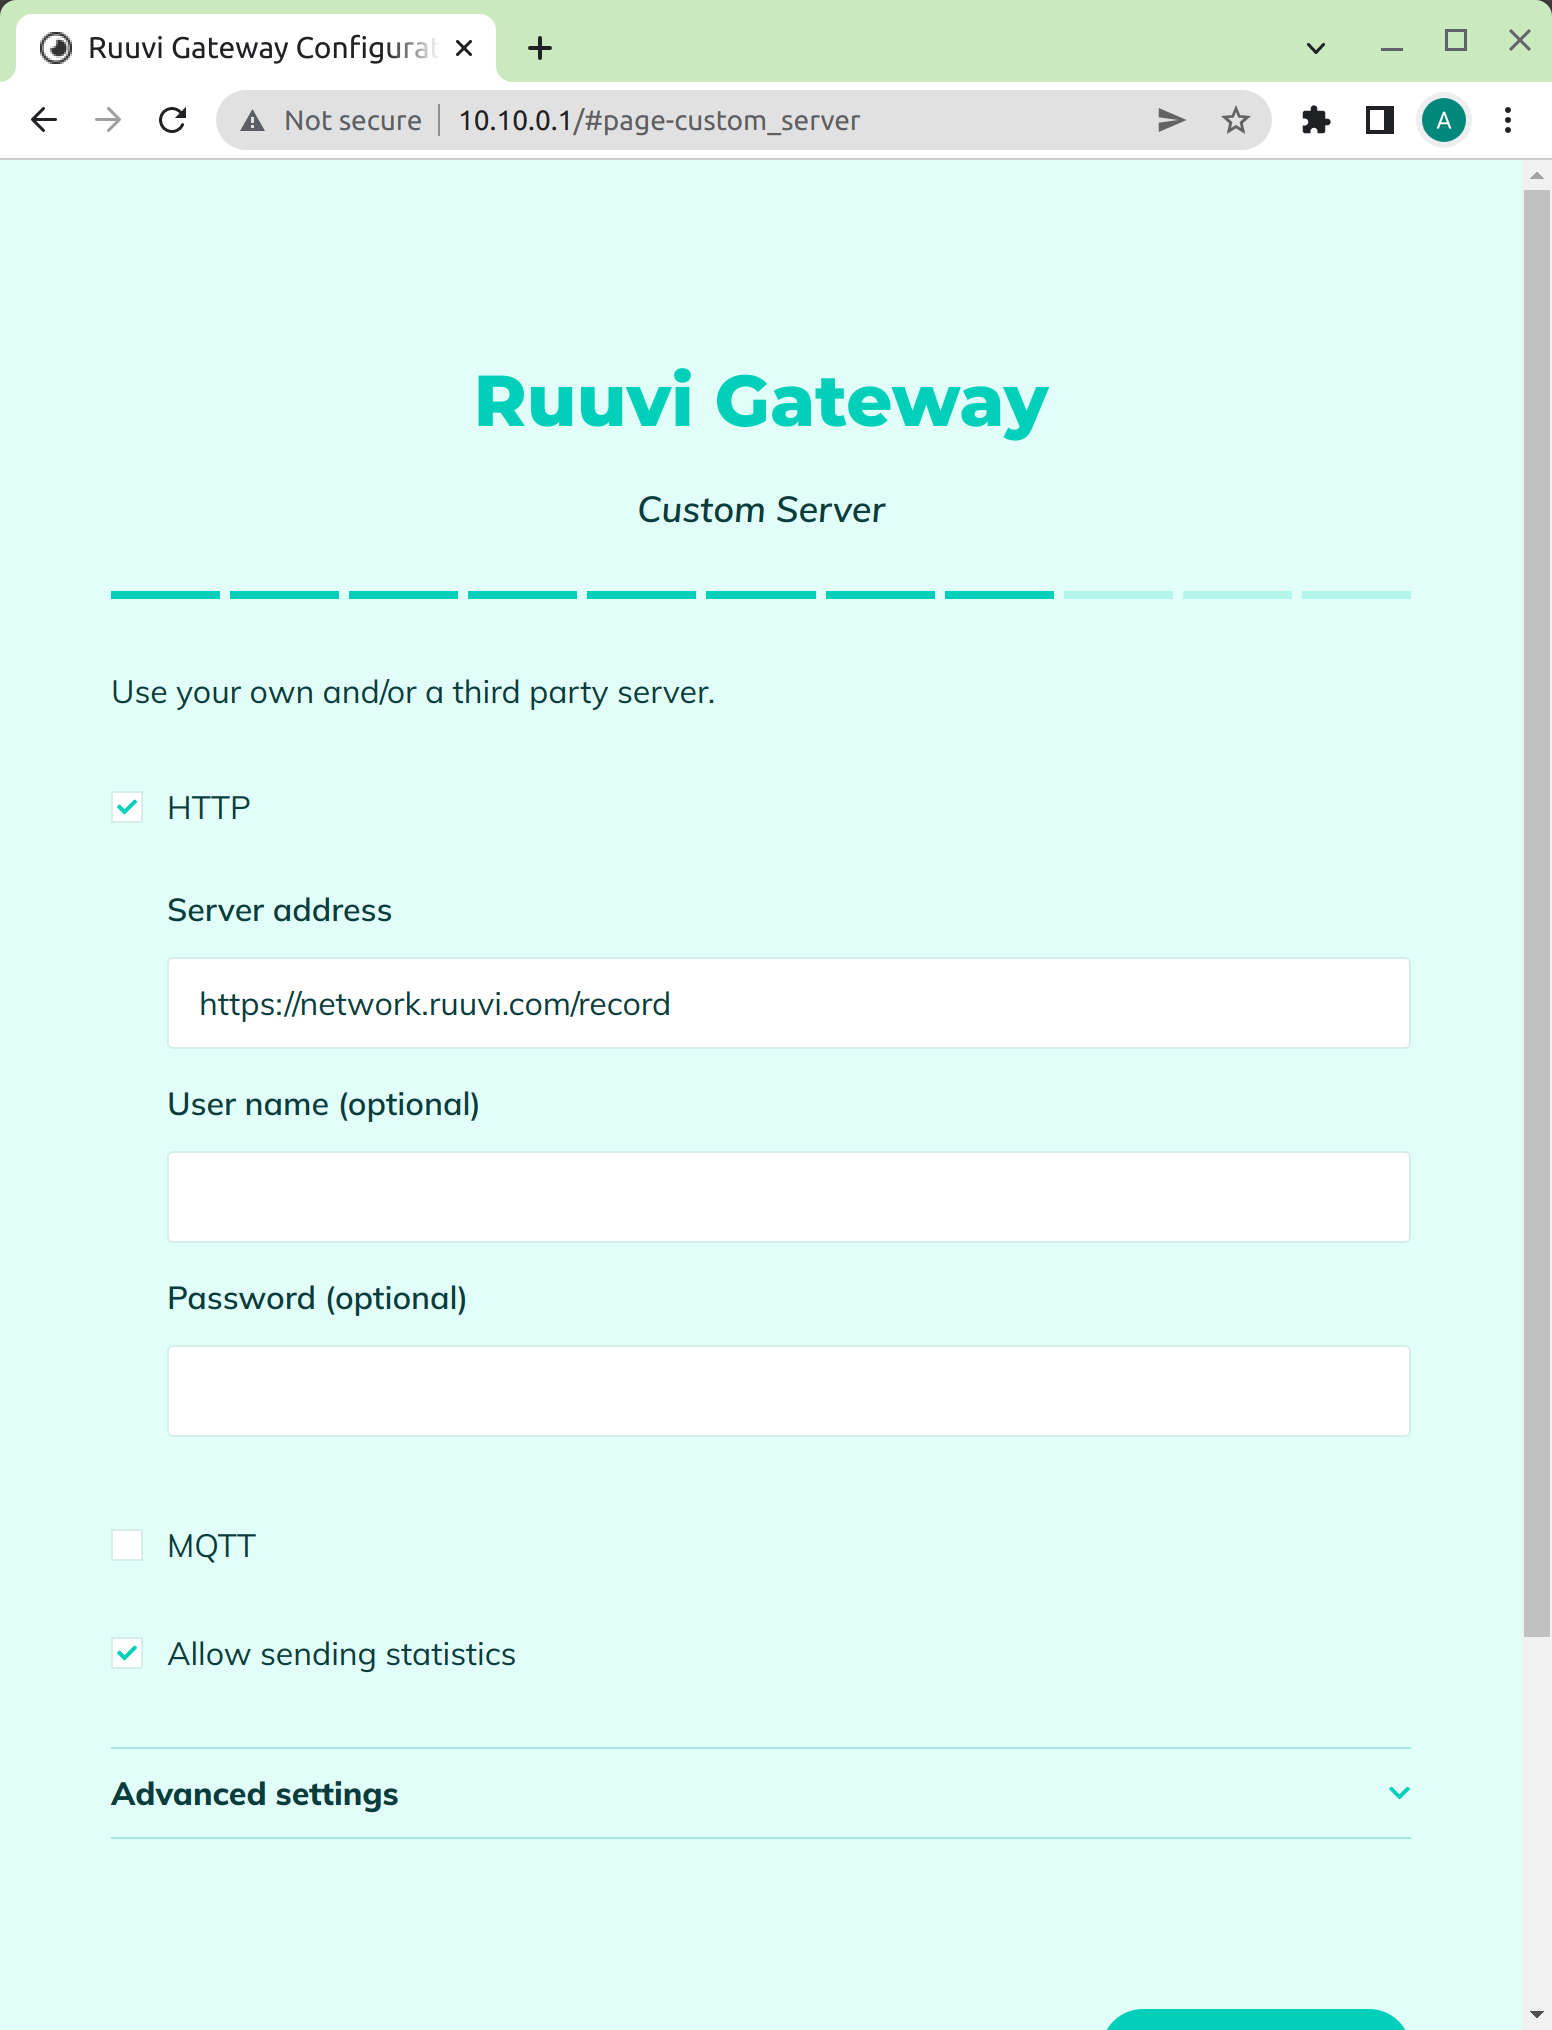 Ruuvi Gateway Configurat
Not secure
10.10.0.1/#page-custom_server
A
Ruuvi Gateway
Custom Server
Use your own and/or a third party server.
HTTP
Server address
https://network.ruuvi.com/record
User name (optional)
Password (optional)
MQTT
Allow sending statistics
Advanced settings